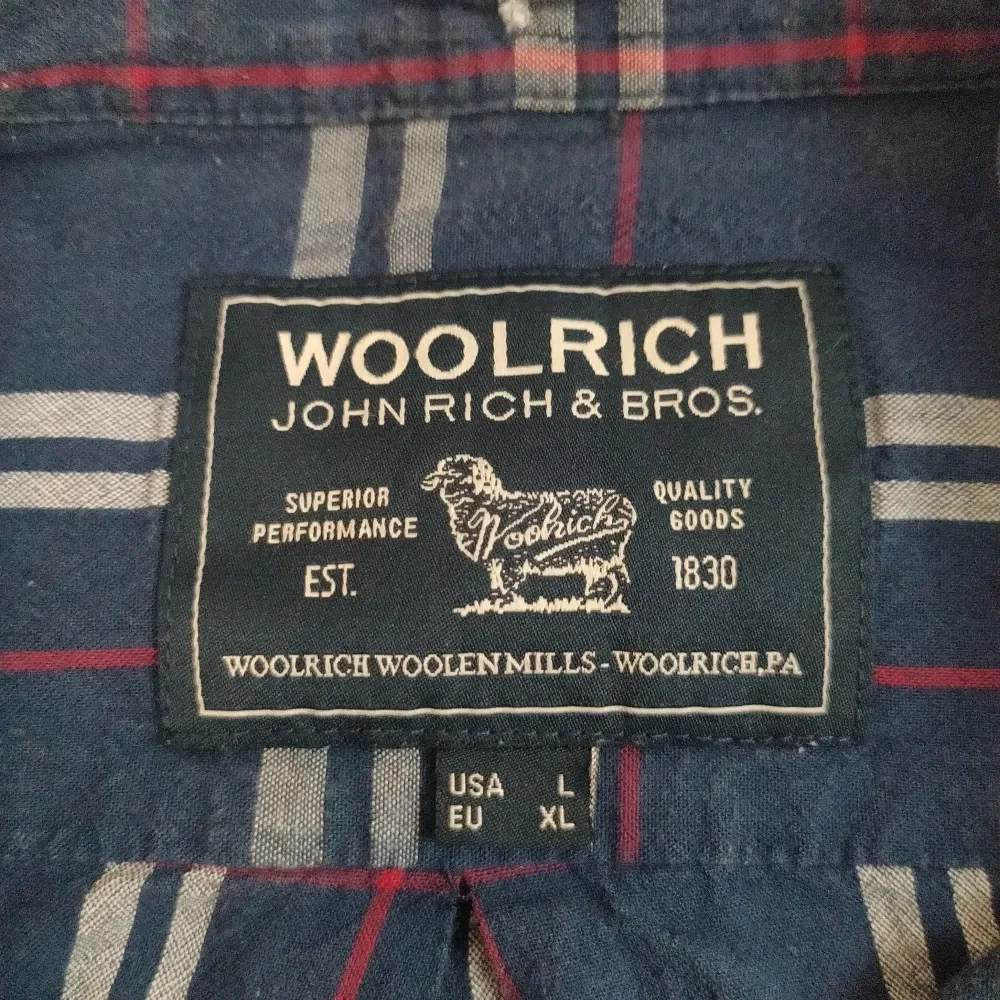 WOOLRICH
JOHN RICH & BROS.
SUPERIOR
PERFORMANCE
EST.
Woolrich
QUALITY
GOODS
1830
WOOLRICH WOOLEN MILLS - WOOLRICH, PA
USA L
EU XL